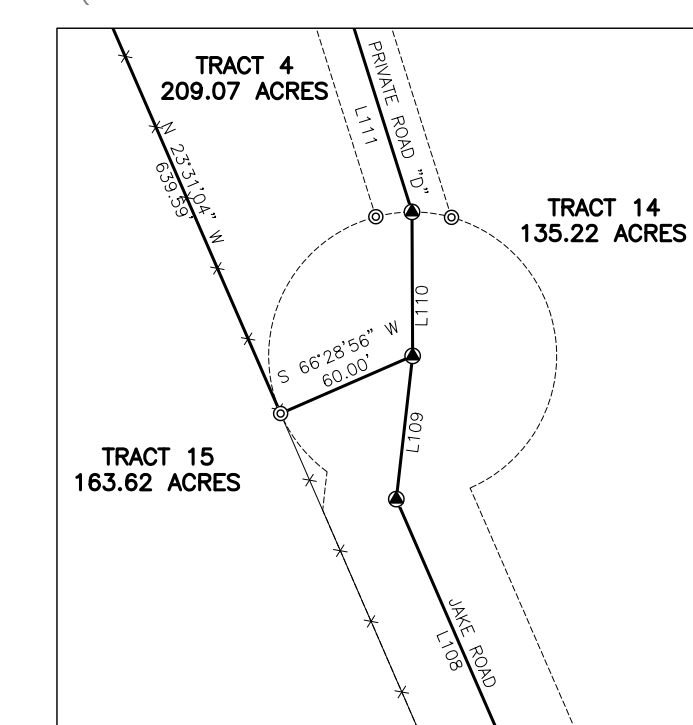 TRACT 4
209.07 ACRES
PRIVATE ROAD "D"
L111
N 23°31'04" W
639.59'
TRACT 14
135.22 ACRES
L110
S 66°28'56" W
60.00'
L109
TRACT 15
163.62 ACRES
JAKE ROAD
L108